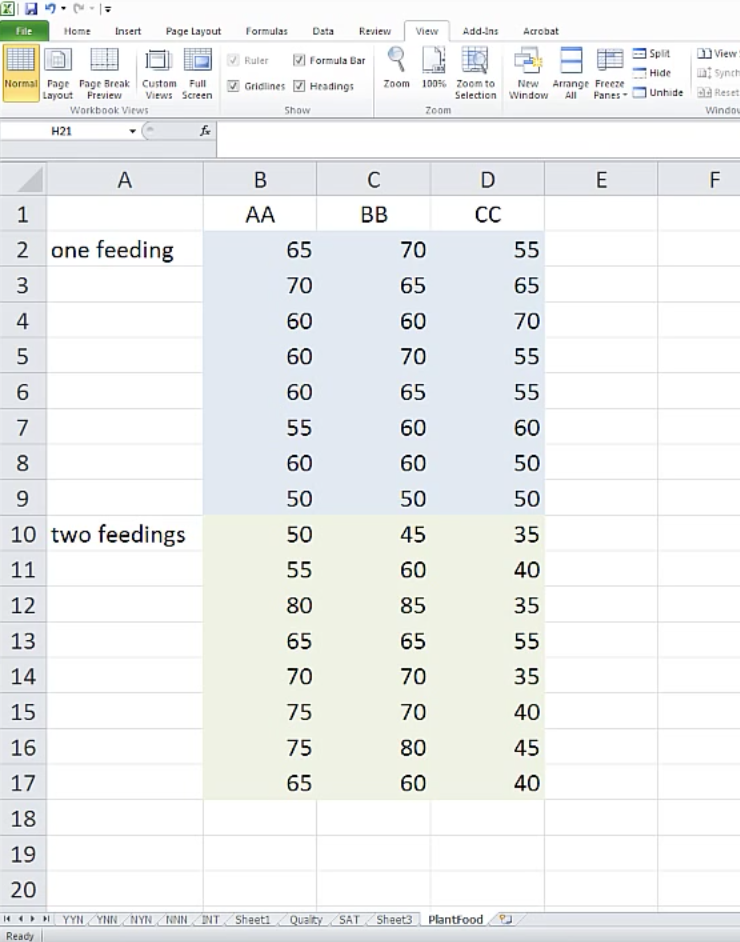 File Home Insert Page Layout Formulas Data Review View Add-Ins Acrobat
Normal Page Layout Page Break Preview Custom Views Full Screen
Ruler Formula Bar
Gridlines Headings
Zoom 100% Zoom to Selection New Window Arrange All Freeze Panes
Split
Hide
Unhide
View
Synch
Reset
Workbook Views Show Zoom Windo
H21 fx
A B C D E F
1 AA BB CC
2 one feeding 65 70 55
3 70 65 65
4 60 60 70
5 60 70 55
6 60 65 55
7 55 60 60
8 60 60 50
9 50 50 50
10 two feedings 50 45 35
11 55 60 40
12 80 85 35
13 65 65 55
14 70 70 35
15 75 70 40
16 75 80 45
17 65 60 40
18
19
20
YYN YNN NYN NNN INT Sheet1 Quality SAT Sheet3 PlantFood
Ready